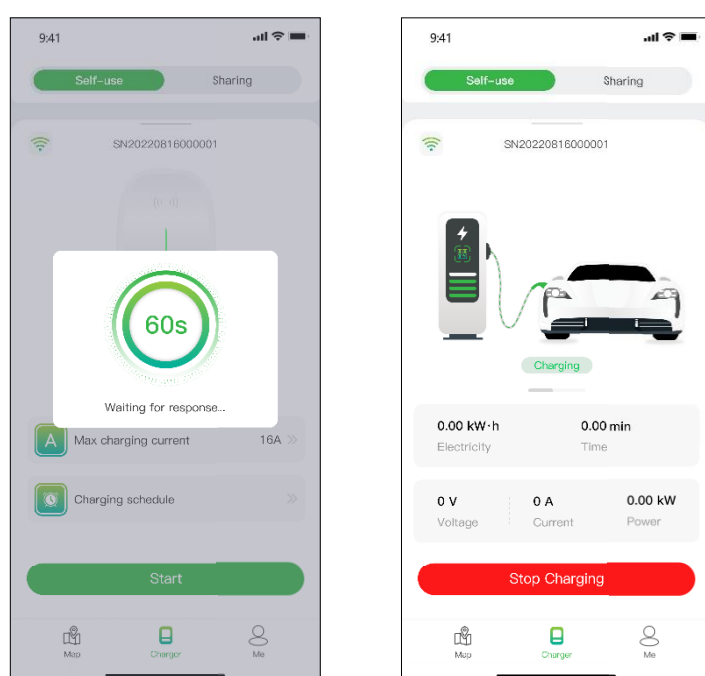 9:41
Self-use Sharing
SN20220816000001
60s
Waiting for response...
A Max charging current 16A
Charging schedule
Start
Map Charger Me
9:41
Self-use Sharing
SN20220816000001
Charging
0.00 kW·h 0.00 min
Electricity Time
0 V 0 A 0.00 kW
Voltage Current Power
Stop Charging
Map Charger Me